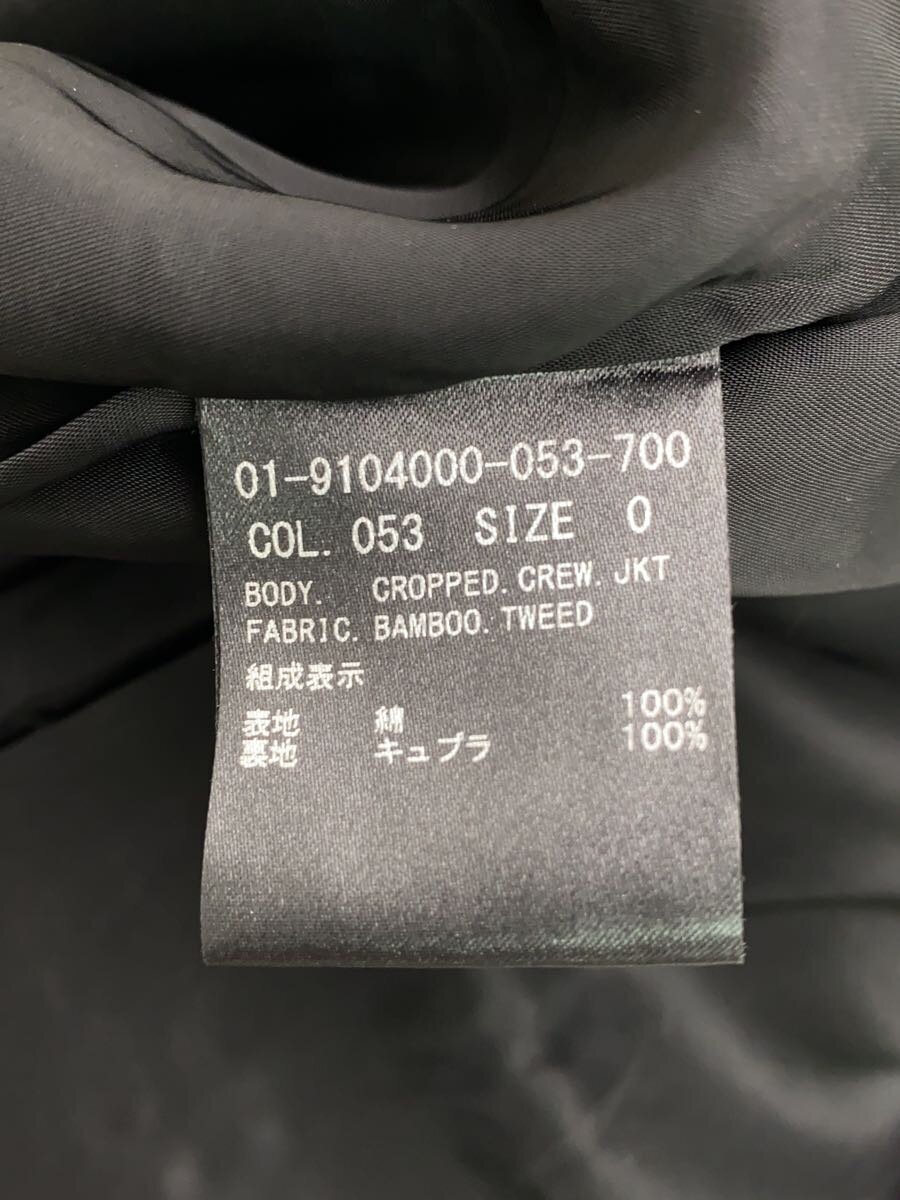 01-9104000-053-700
COL. 053 SIZE 0
BODY. CROPPED. CREW. JKT
FABRIC. BAMBOO. TWEED
組成表示
表地 綿 100%
裏地 キュプラ 100%